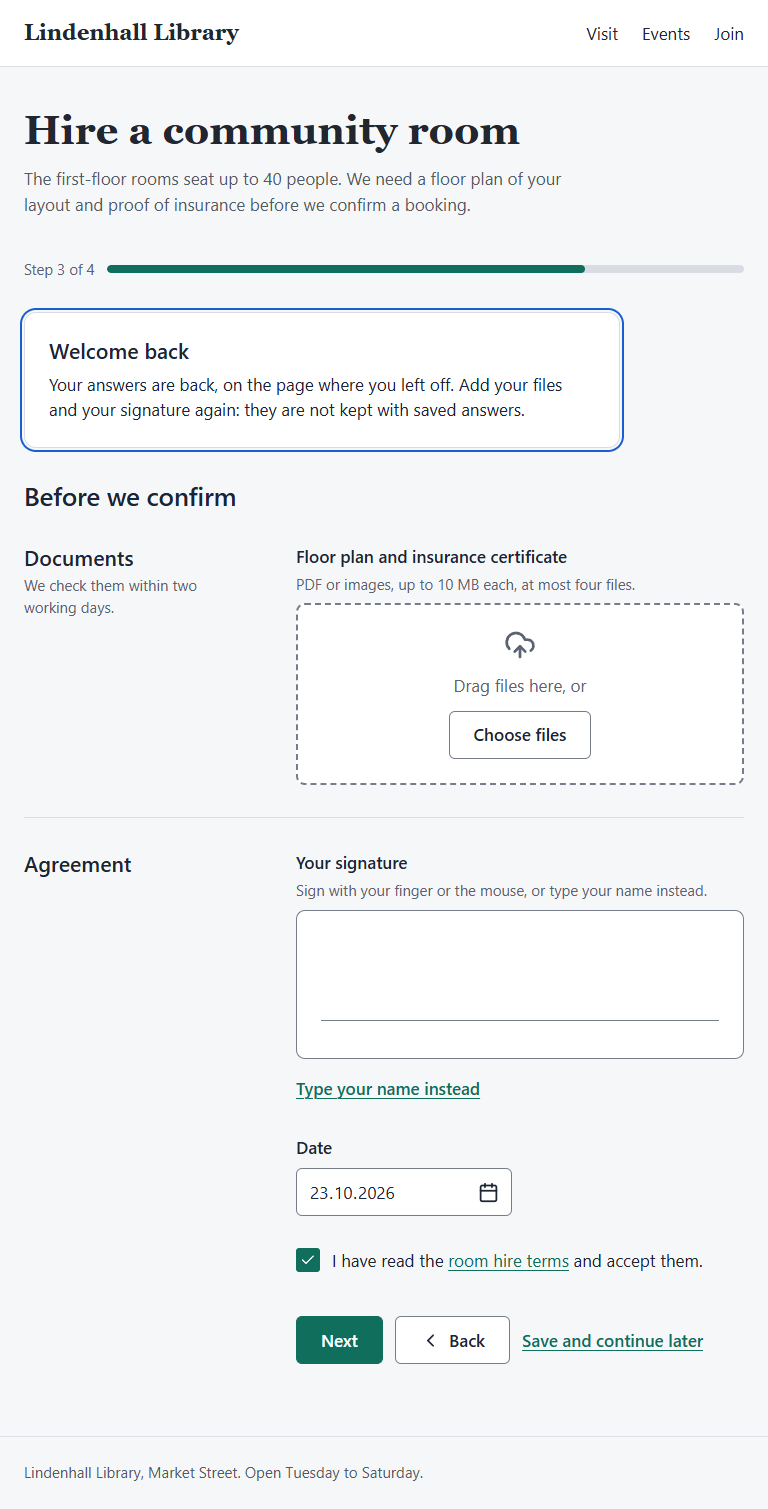 Lindenhall Library
Visit
Events
Join
Hire a community room
The first-floor rooms seat up to 40 people. We need a floor plan of your
layout and proof of insurance before we confirm a booking.
Step 3 of 4
Welcome back
Your answers are back, on the page where you left off. Add your files
and your signature again: they are not kept with saved answers.
Before we confirm
Documents
We check them within two
working days.
Floor plan and insurance certificate
PDF or images, up to 10 MB each, at most four files.
Drag files here, or
Choose files
Agreement
Your signature
Sign with your finger or the mouse, or type your name instead.
Type your name instead
Date
23.10.2026
I have read the room hire terms and accept them.
Next
Back
Save and continue later
Lindenhall Library, Market Street. Open Tuesday to Saturday.